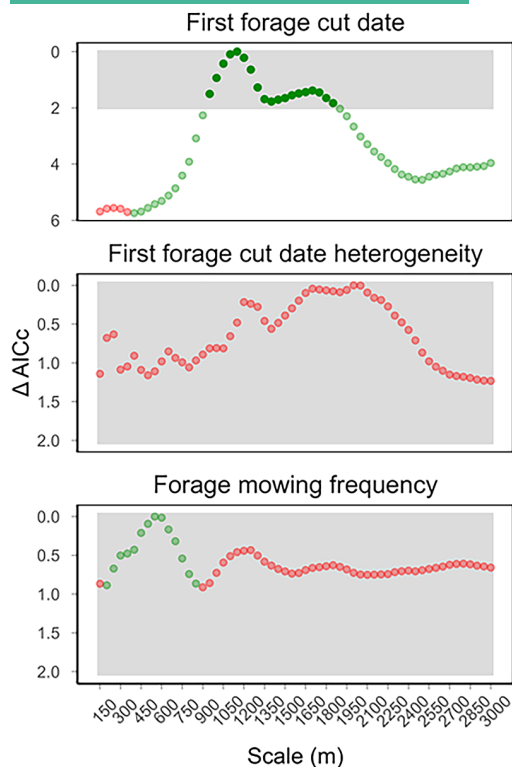 First forage cut date
0
2
4
6
First forage cut date heterogeneity
0.0
0.5
1.0
1.5
2.0
Δ AICc
Forage mowing frequency
0.0
0.5
1.0
1.5
2.0
150 300 450 600 750 900 1050 1200 1350 1500 1650 1800 1950 2100 2250 2400 2550 2700 2850 3000
Scale (m)